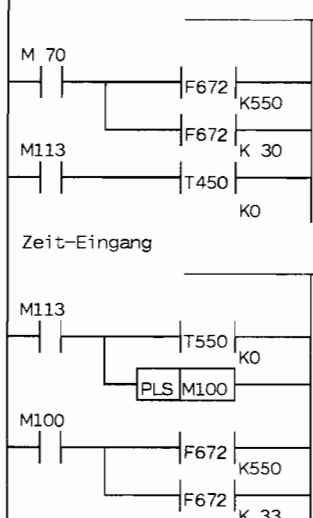 M 70
F672
K550
F672
K 30
M113
T450
K0
Zeit-Eingang
M113
T550
K0
PLS M100
M100
F672
K550
F672
K 33